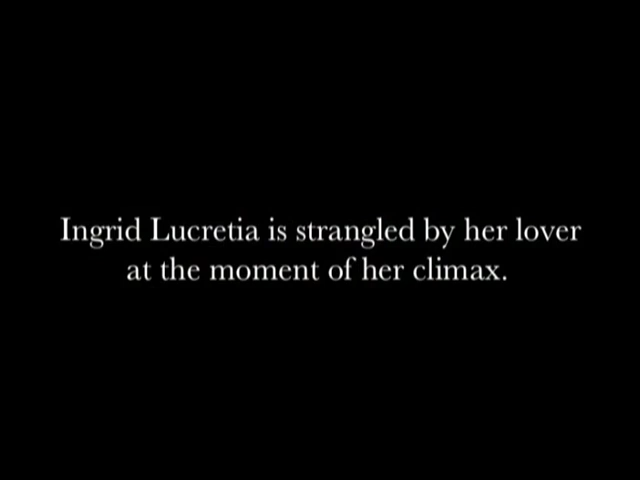 Ingrid Lucretia is strangled by her lover
at the moment of her climax.